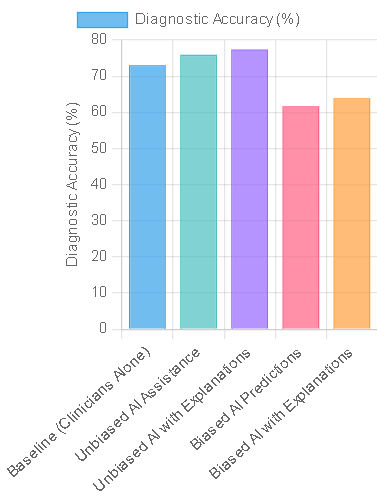 Diagnostic Accuracy (%)
80
70
60
50
40
30
20
10
0
Diagnostic Accuracy (%)
Baseline (Clinicians Alone)
Unbiased AI Assistance
Unbiased AI with Explanations
Biased AI Predictions
Biased AI with Explanations